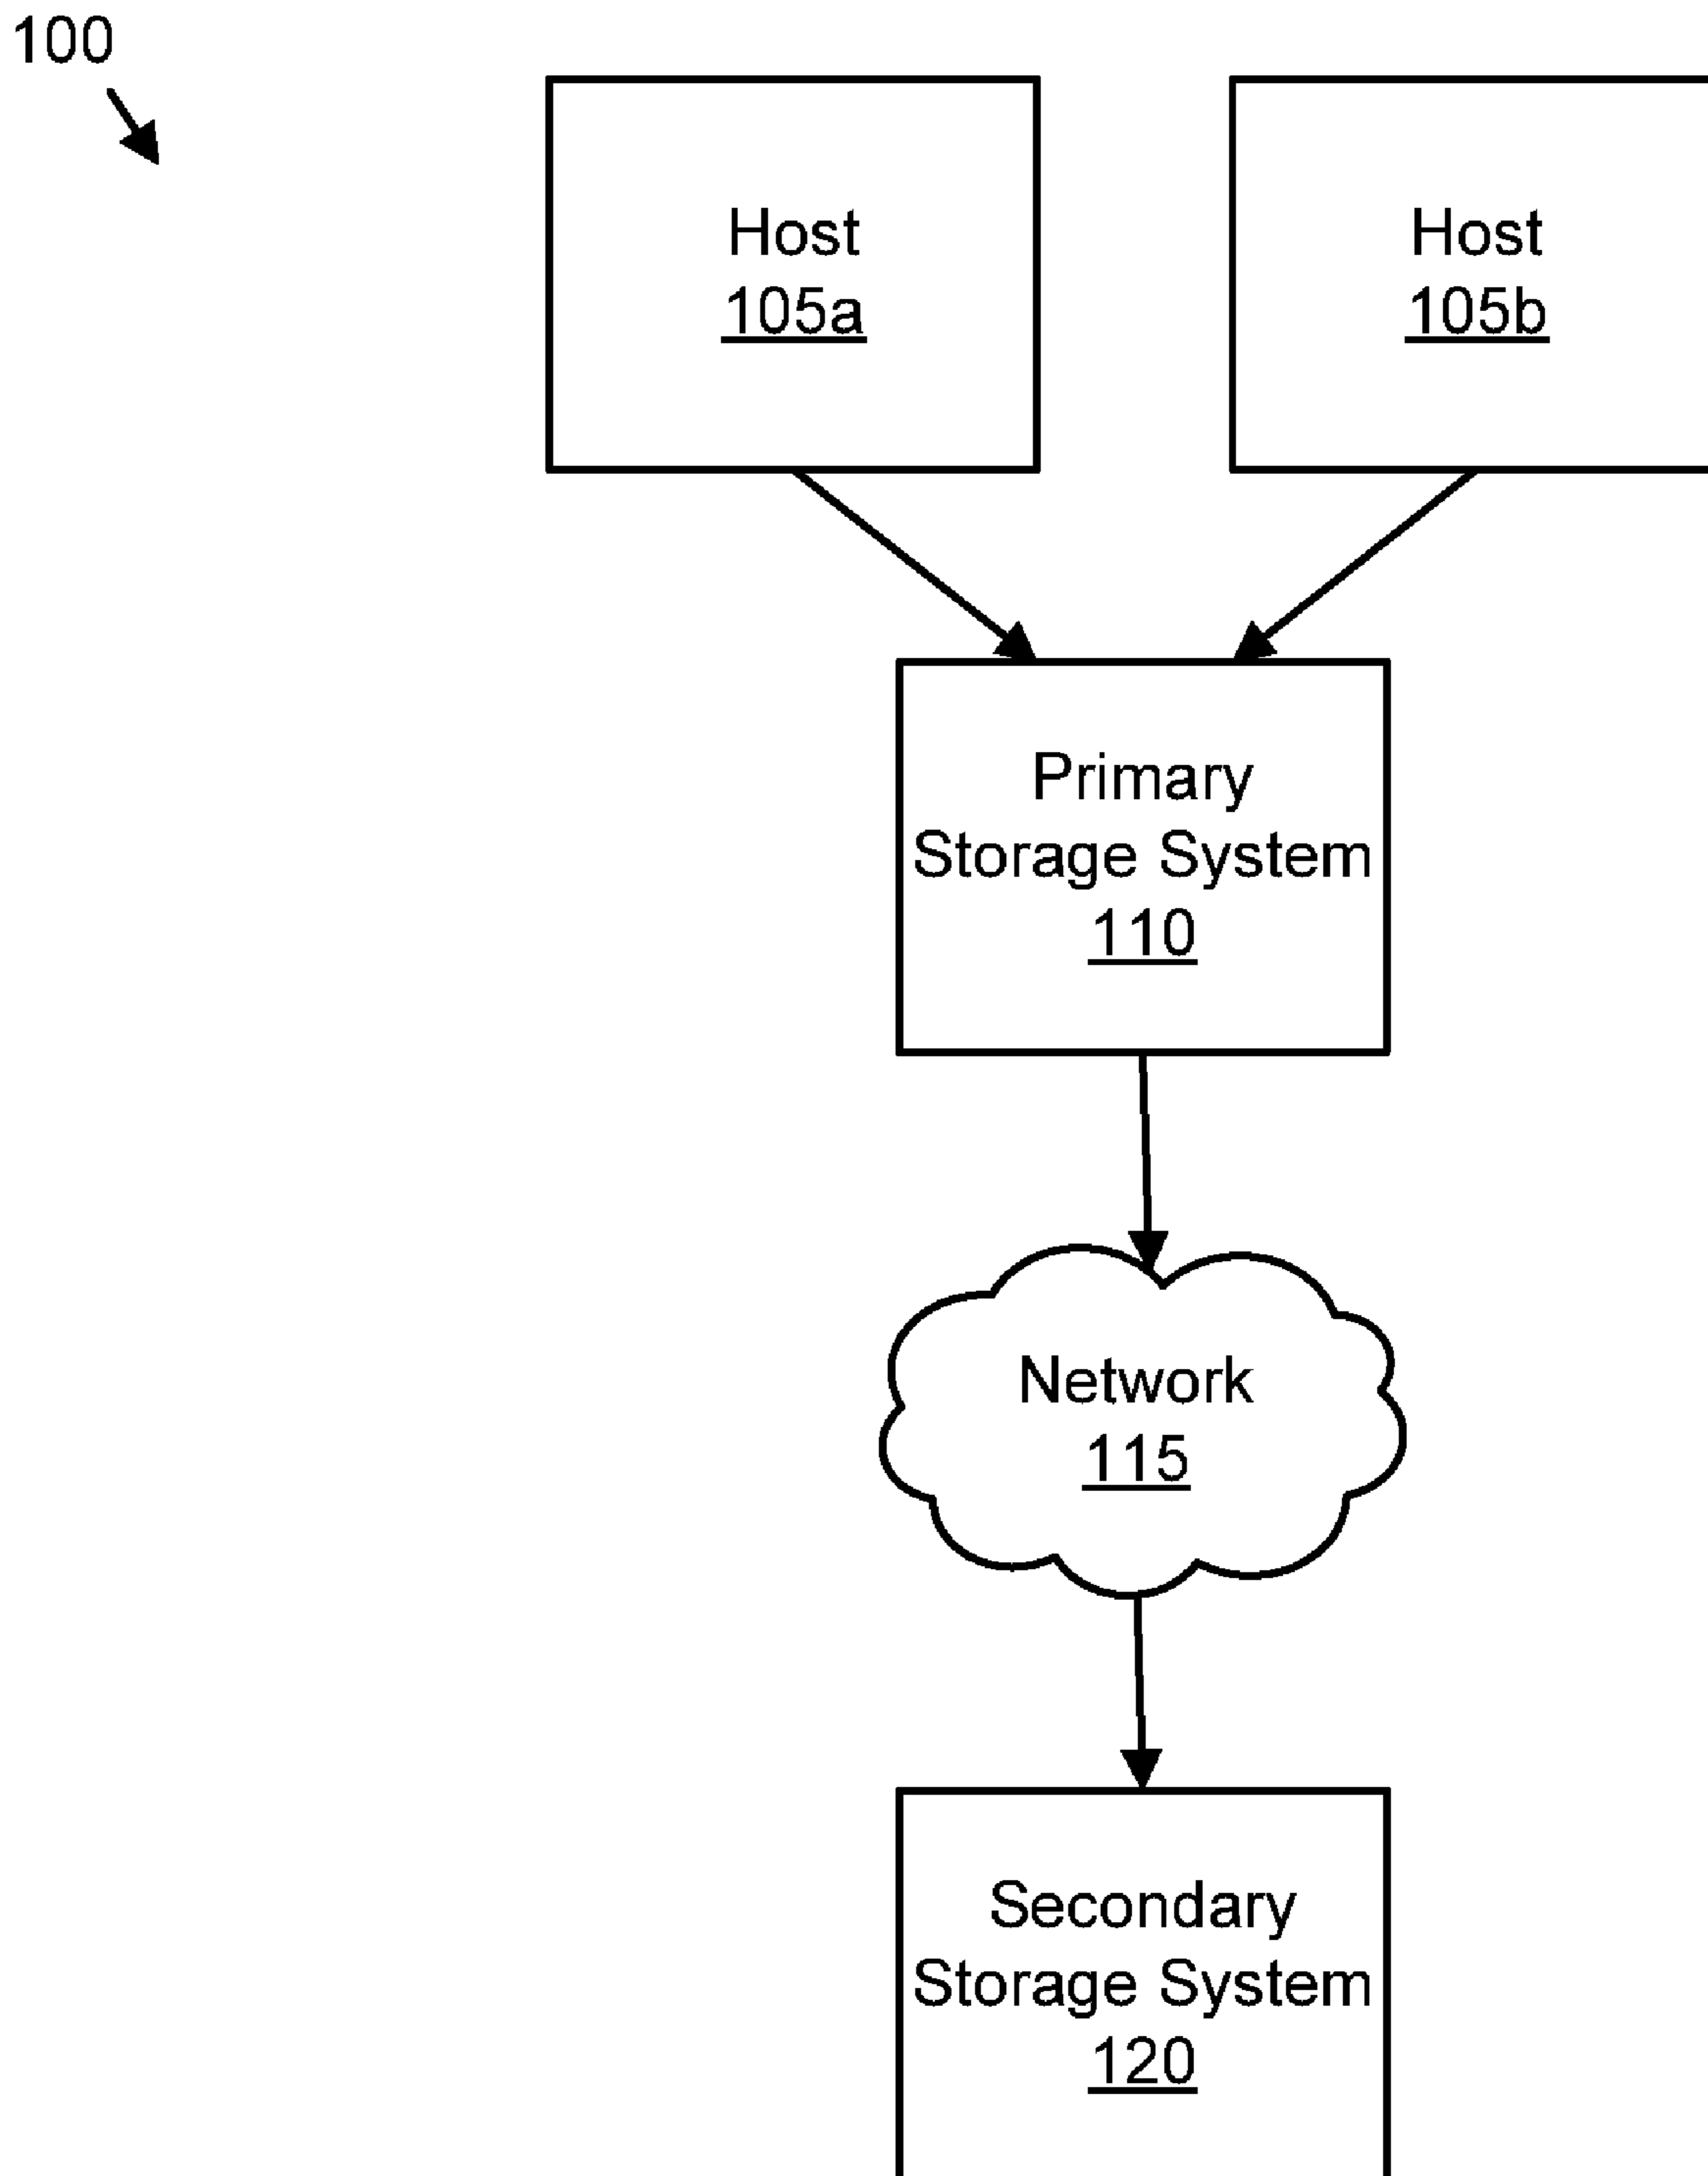 100
Host
105a
Host
105b
Primary
Storage System
110
Network
115
Secondary
Storage System
120